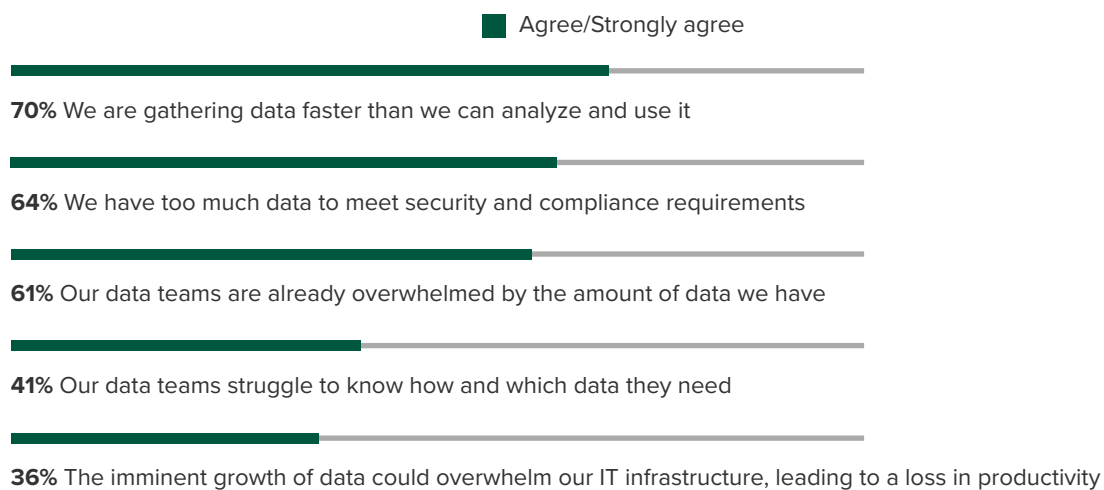 Agree/Strongly agree
70% We are gathering data faster than we can analyze and use it
64% We have too much data to meet security and compliance requirements
61% Our data teams are already overwhelmed by the amount of data we have
41% Our data teams struggle to know how and which data they need
36% The imminent growth of data could overwhelm our IT infrastructure, leading to a loss in productivity